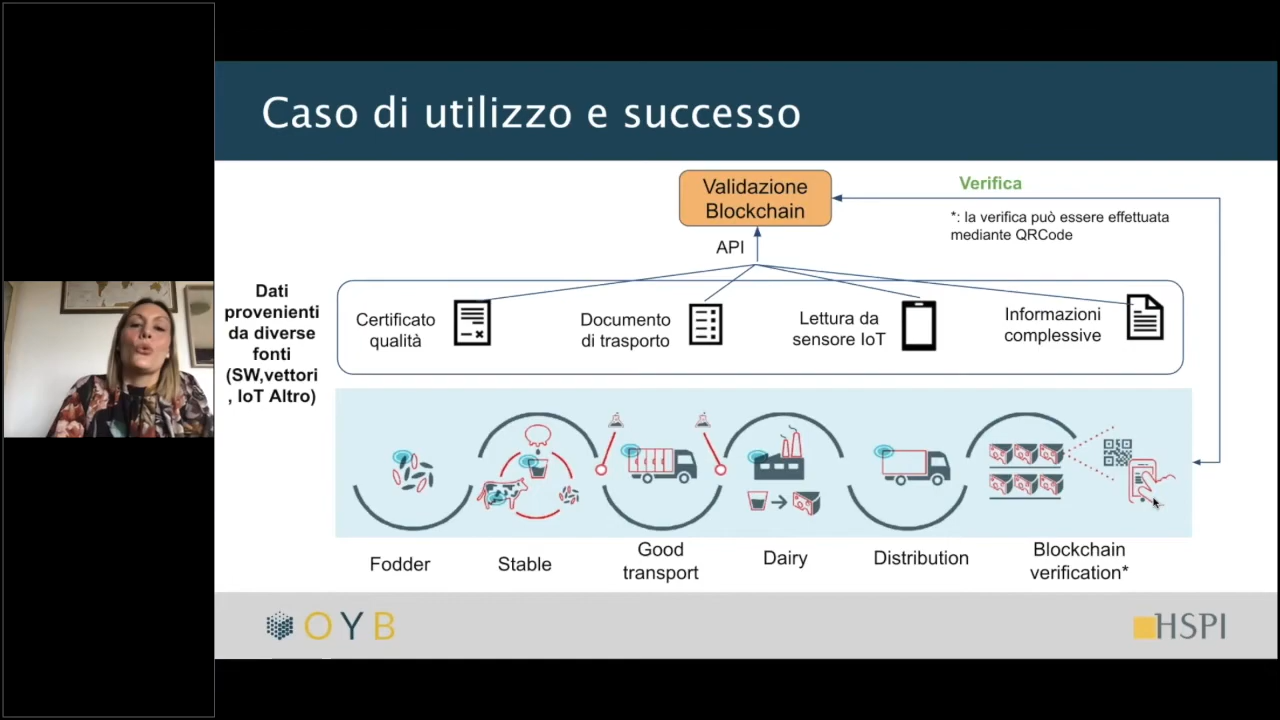 Caso di utilizzo e successo
Validazione
Blockchain
Verifica
*: la verifica può essere effettuata
mediante QRCode
API
Dati
provenienti
da diverse
fonti
(SW,vettori
, IoT Altro)
Certificato
qualità
Documento
di trasporto
Lettura da
sensore IoT
Informazioni
complessive
Fodder
Stable
Good
transport
Dairy
Distribution
Blockchain
verification*
OYB
HSPI